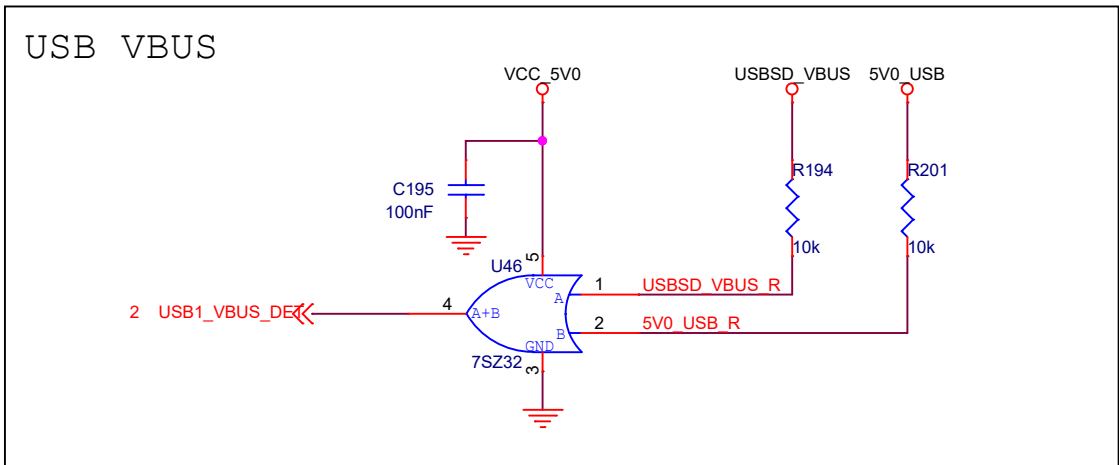 USB VBUS
VCC_5V0
USBSD_VBUS
5V0_USB
C195
100nF
R194
10k
R201
10k
U46
5
VCC
1
A
USBSD_VBUS_R
2
B
5V0_USB_R
4
A+B
GND
3
7SZ32
2 USB1_VBUS_DET